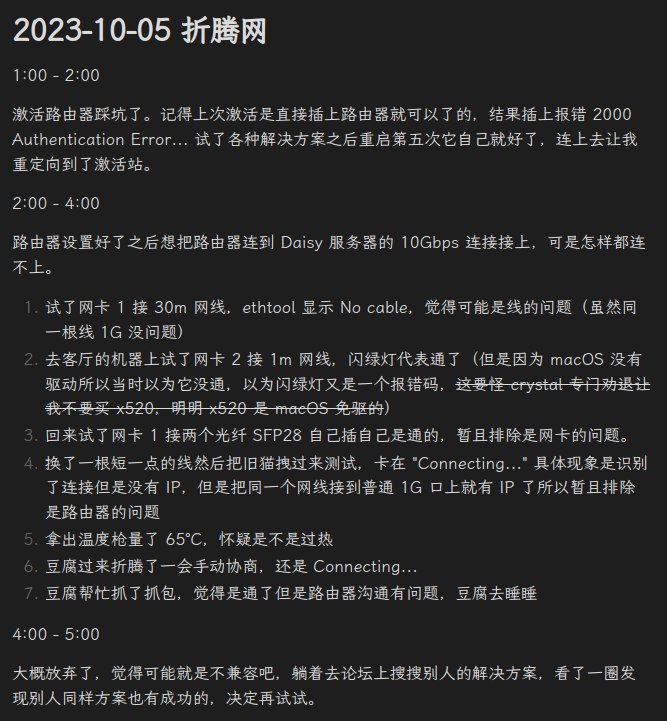 2023-10-05 折腾网
1:00 - 2:00
激活路由器踩坑了。记得上次激活是直接插上路由器就可以了的，结果插上报错 2000
Authentication Error... 试了各种解决方案之后重启第五次它自己就好了，连上去让我
重定向到了激活站。
2:00 - 4:00
路由器设置好了之后想把路由器连到 Daisy 服务器的 10Gbps 连接接上，可是怎样都连
不上。
1. 试了网卡 1 接 30m 网线，ethtool 显示 No cable，觉得可能是线的问题（虽然同
一根线 1G 没问题）
2. 去客厅的机器上试了网卡 2 接 1m 网线，闪绿灯代表通了（但是因为 macOS 没有
驱动所以当时以为它没通，以为闪绿灯又是一个报错码，这要怪 crystal 专门劝退让
我不要买 x520，明明 x520 是 macOS 免驱的）
3. 回来试了网卡 1 接两个光纤 SFP28 自己插自己是通的，暂且排除是网卡的问题。
4. 换了一根短一点的线然后把旧猫拽过来测试，卡在 "Connecting..." 具体现象是识别
了连接但是没有 IP，但是把同一个网线接到普通 1G 口上就有 IP 了所以暂且排除
是路由器的问题
5. 拿出温度枪量了 65°C，怀疑是不是过热
6. 豆腐过来折腾了一会手动协商，还是 Connecting...
7. 豆腐帮忙抓了抓包，觉得是通了但是路由器沟通有问题，豆腐去睡睡
4:00 - 5:00
大概放弃了，觉得可能就是不兼容吧，躺着去论坛上搜搜别人的解决方案，看了一圈发
现别人同样方案也有成功的，决定再试试。